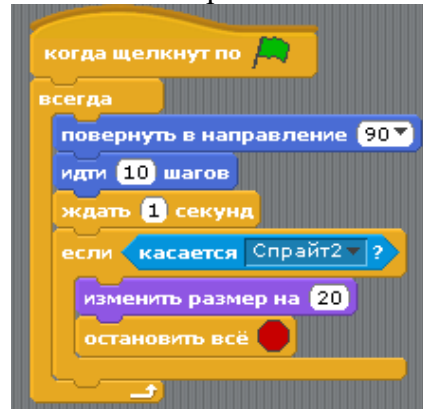 когда щелкнут по
всегда
повернуть в направление 90
идти 10 шагов
ждать 1 секунд
если касается Спрайт2 ?
изменить размер на 20
остановить всё